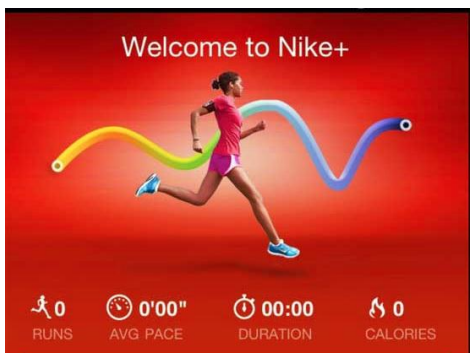 Welcome to Nike+
0 0'00" 00:00 0
RUNS AVG PACE DURATION CALORIES